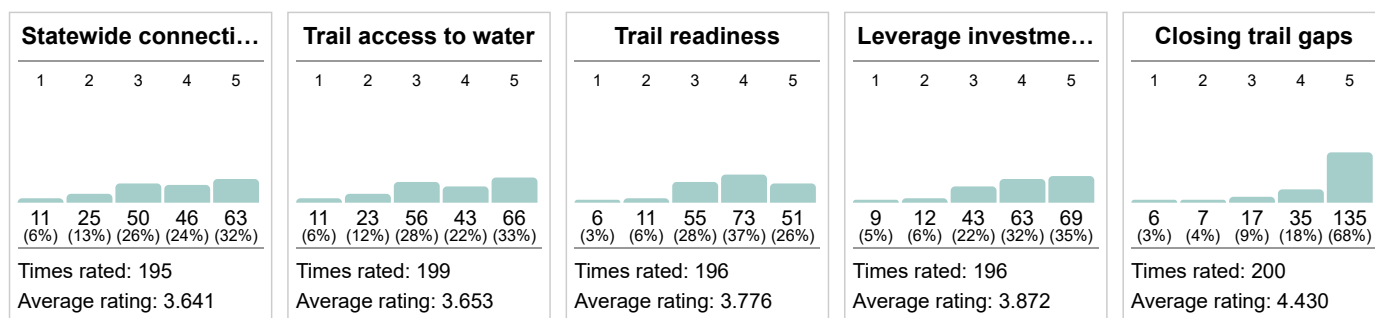 Statewide connecti...
1 2 3 4 5
11 25 50 46 63
(6%) (13%) (26%) (24%) (32%)
Times rated: 195
Average rating: 3.641
Trail access to water
1 2 3 4 5
11 23 56 43 66
(6%) (12%) (28%) (22%) (33%)
Times rated: 199
Average rating: 3.653
Trail readiness
1 2 3 4 5
6 11 55 73 51
(3%) (6%) (28%) (37%) (26%)
Times rated: 196
Average rating: 3.776
Leverage investme...
1 2 3 4 5
9 12 43 63 69
(5%) (6%) (22%) (32%) (35%)
Times rated: 196
Average rating: 3.872
Closing trail gaps
1 2 3 4 5
6 7 17 35 135
(3%) (4%) (9%) (18%) (68%)
Times rated: 200
Average rating: 4.430